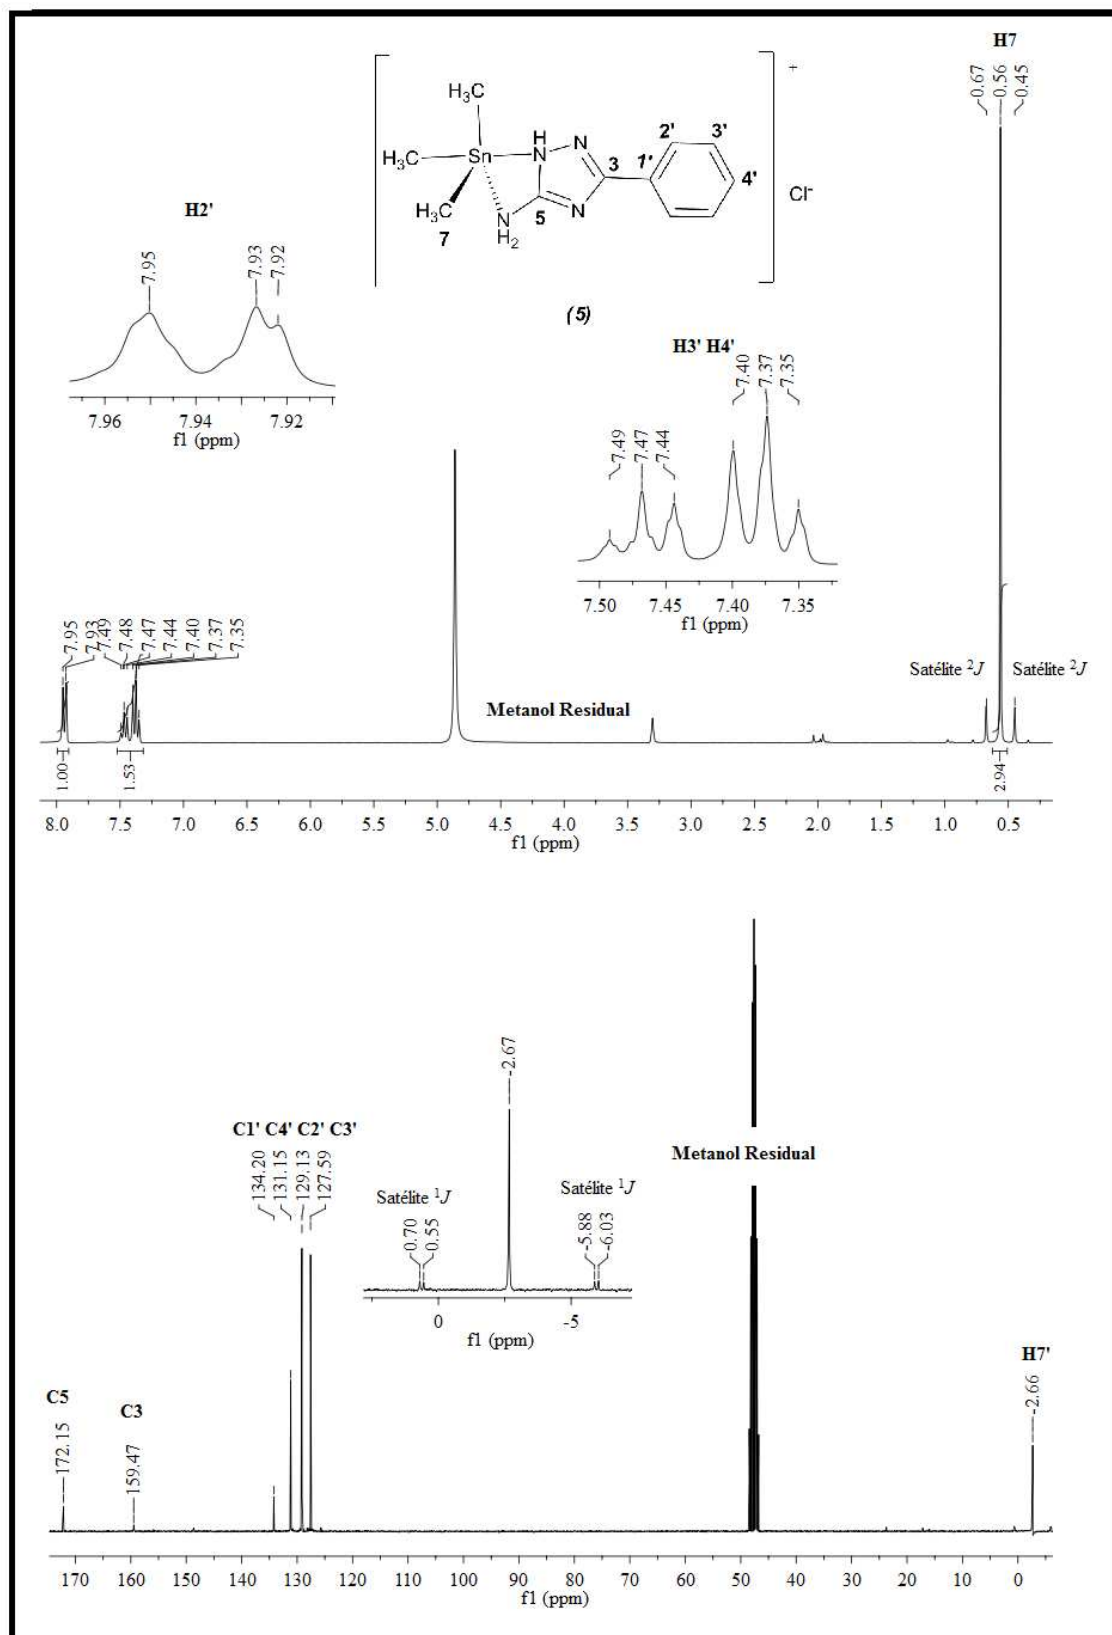 H7
0.67
0.56
0.45
H₃C
H₃C
H₃C
7
Sn
H
N
N
N
N
H₂
5
3
1'
2'
3'
4'
+
Cl⁻
(5)
H2'
7.95
7.93
7.92
7.96 7.94 7.92
f1 (ppm)
H3' H4'
7.49
7.47
7.44
7.40
7.37
7.35
7.50 7.45 7.40 7.35
f1 (ppm)
7.95
7.93
7.49
7.48
7.47
7.44
7.40
7.37
7.35
Metanol Residual
Satélite ²J
Satélite ²J
1.00
1.53
2.94
8.0 7.5 7.0 6.5 6.0 5.5 5.0 4.5 4.0 3.5 3.0 2.5 2.0 1.5 1.0 0.5
f1 (ppm)
-2.67
Satélite ¹J
0.70
0.55
Satélite ¹J
-5.88
-6.03
0 -5
f1 (ppm)
C1' C4' C2' C3'
134.20
131.15
129.13
127.59
Metanol Residual
C5
172.15
C3
159.47
H7'
-2.66
170 160 150 140 130 120 110 100 90 80 70 60 50 40 30 20 10 0
f1 (ppm)